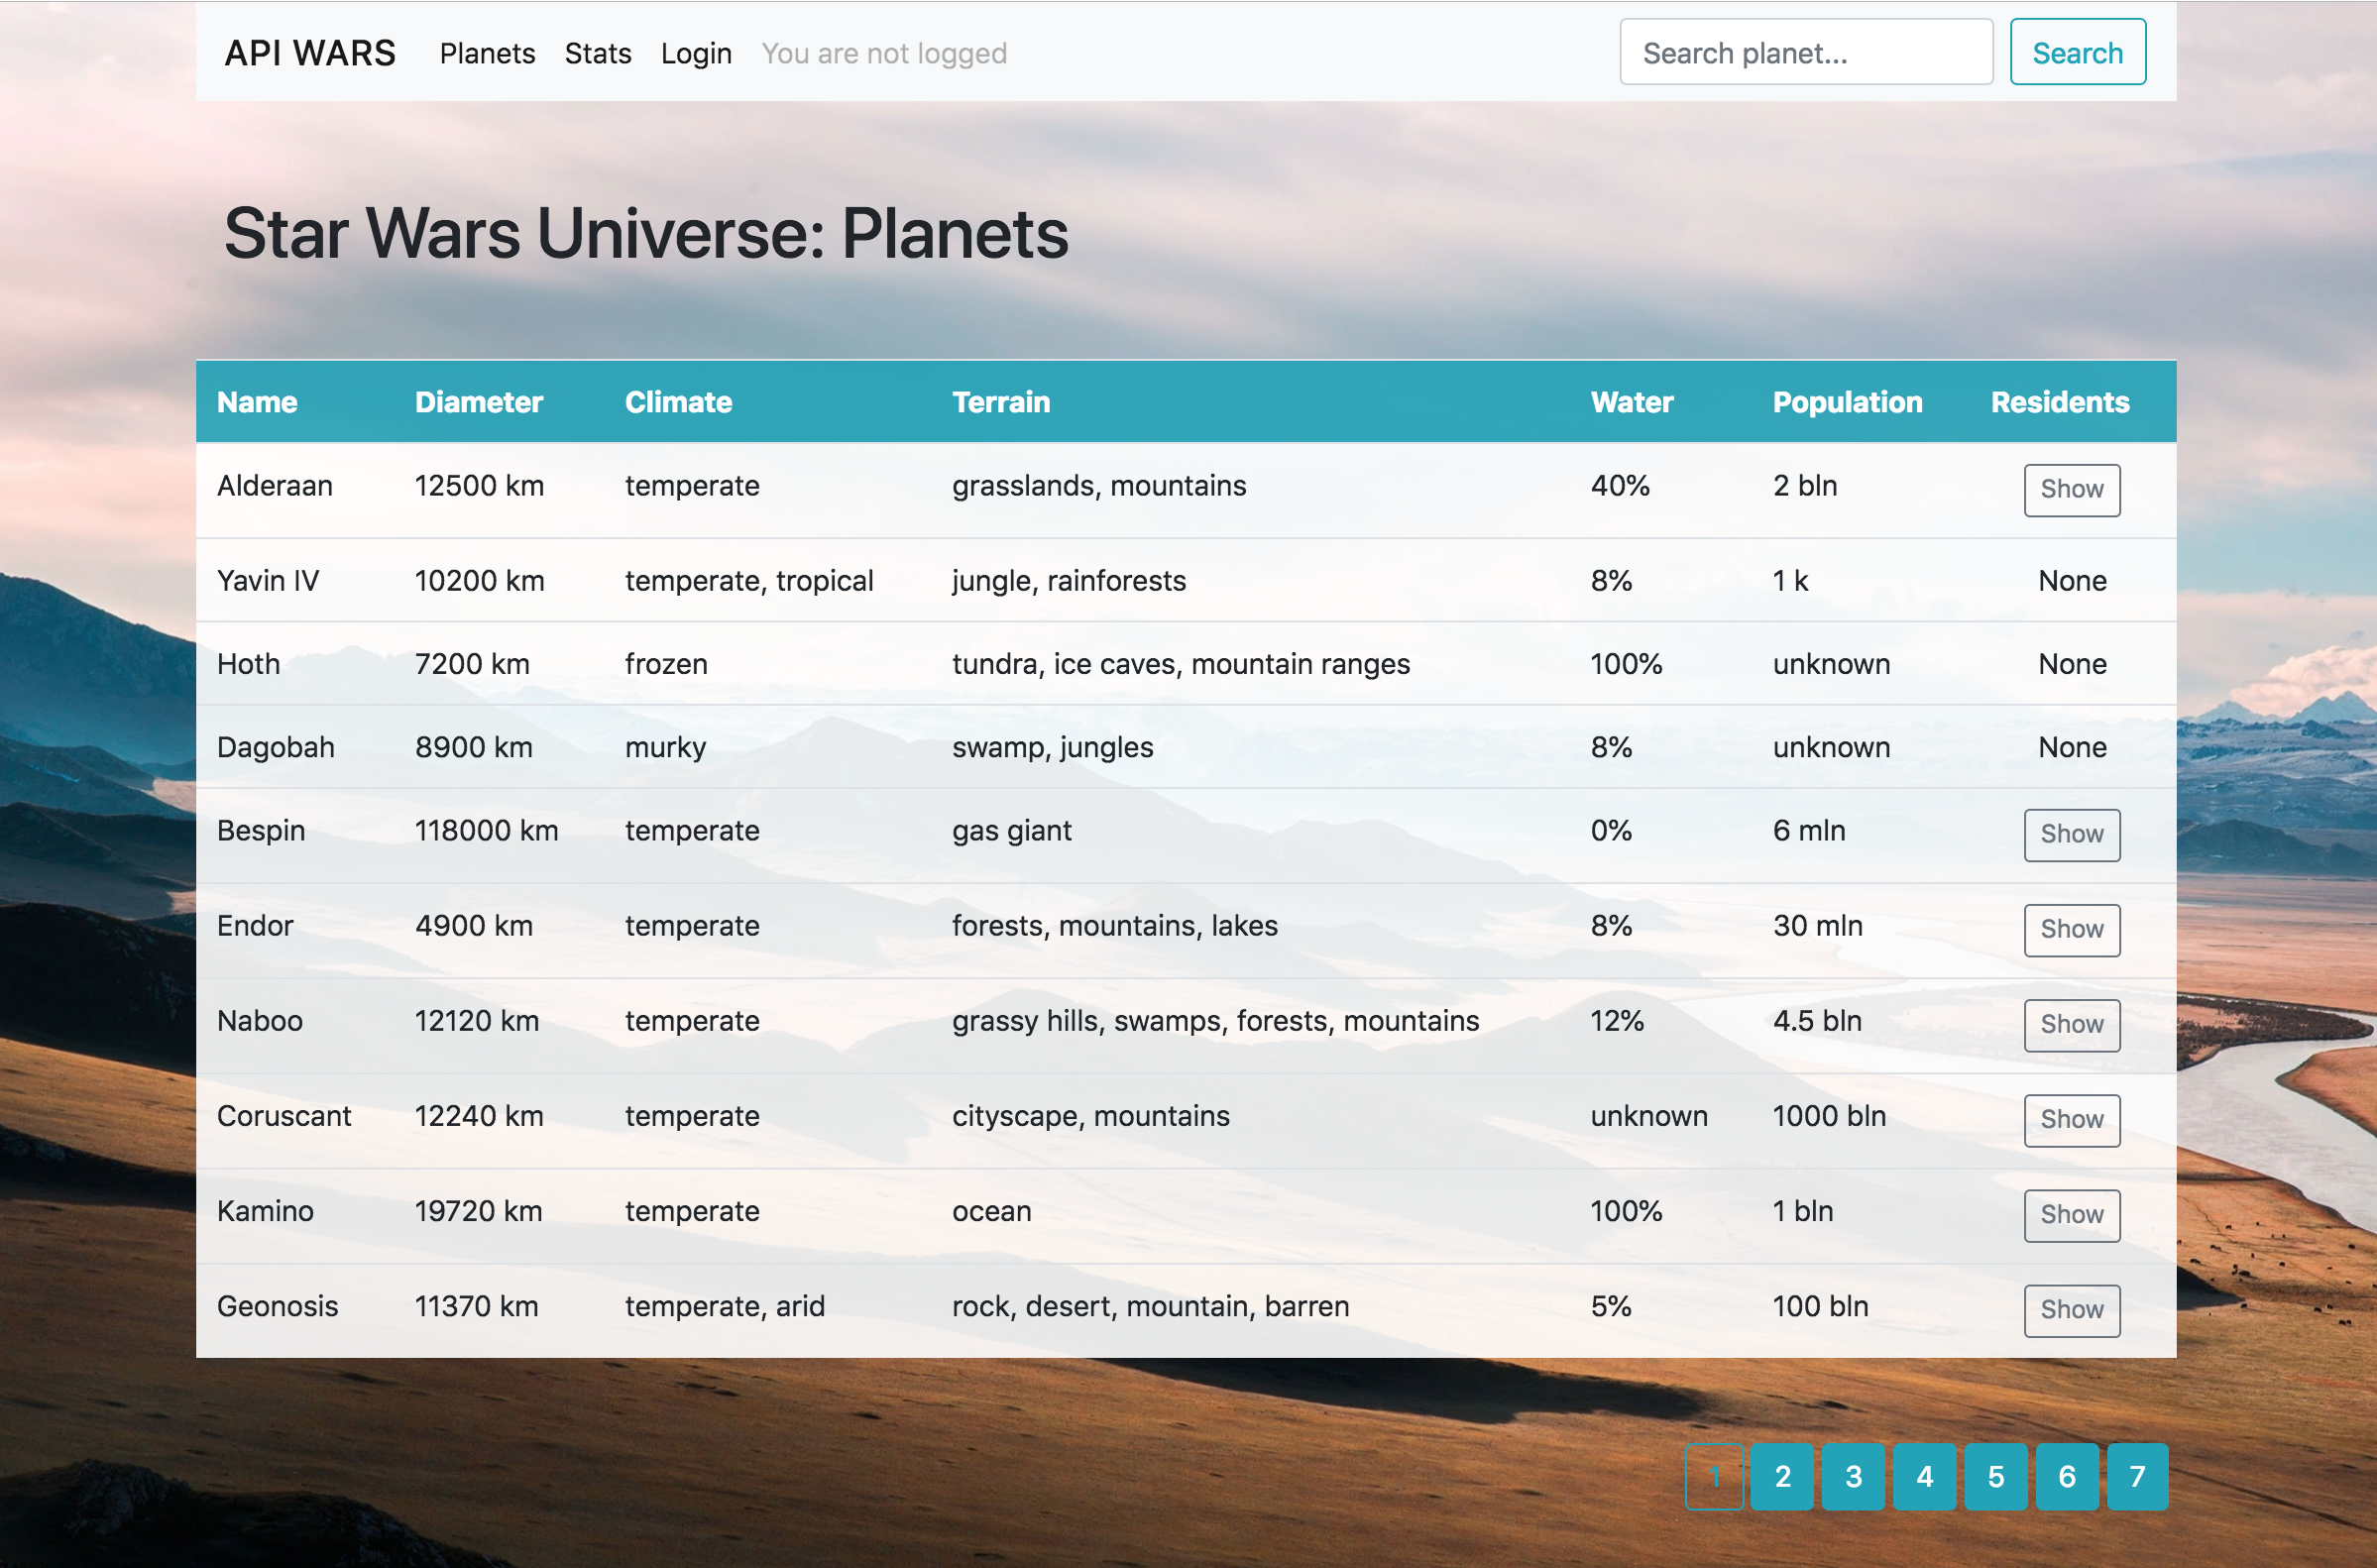 API WARS Planets Stats Login You are not logged Search planet... Search
Star Wars Universe: Planets
Name Diameter Climate Terrain Water Population Residents
Alderaan 12500 km temperate grasslands, mountains 40% 2 bln Show
Yavin IV 10200 km temperate, tropical jungle, rainforests 8% 1 k None
Hoth 7200 km frozen tundra, ice caves, mountain ranges 100% unknown None
Dagobah 8900 km murky swamp, jungles 8% unknown None
Bespin 118000 km temperate gas giant 0% 6 mln Show
Endor 4900 km temperate forests, mountains, lakes 8% 30 mln Show
Naboo 12120 km temperate grassy hills, swamps, forests, mountains 12% 4.5 bln Show
Coruscant 12240 km temperate cityscape, mountains unknown 1000 bln Show
Kamino 19720 km temperate ocean 100% 1 bln Show
Geonosis 11370 km temperate, arid rock, desert, mountain, barren 5% 100 bln Show
1 2 3 4 5 6 7